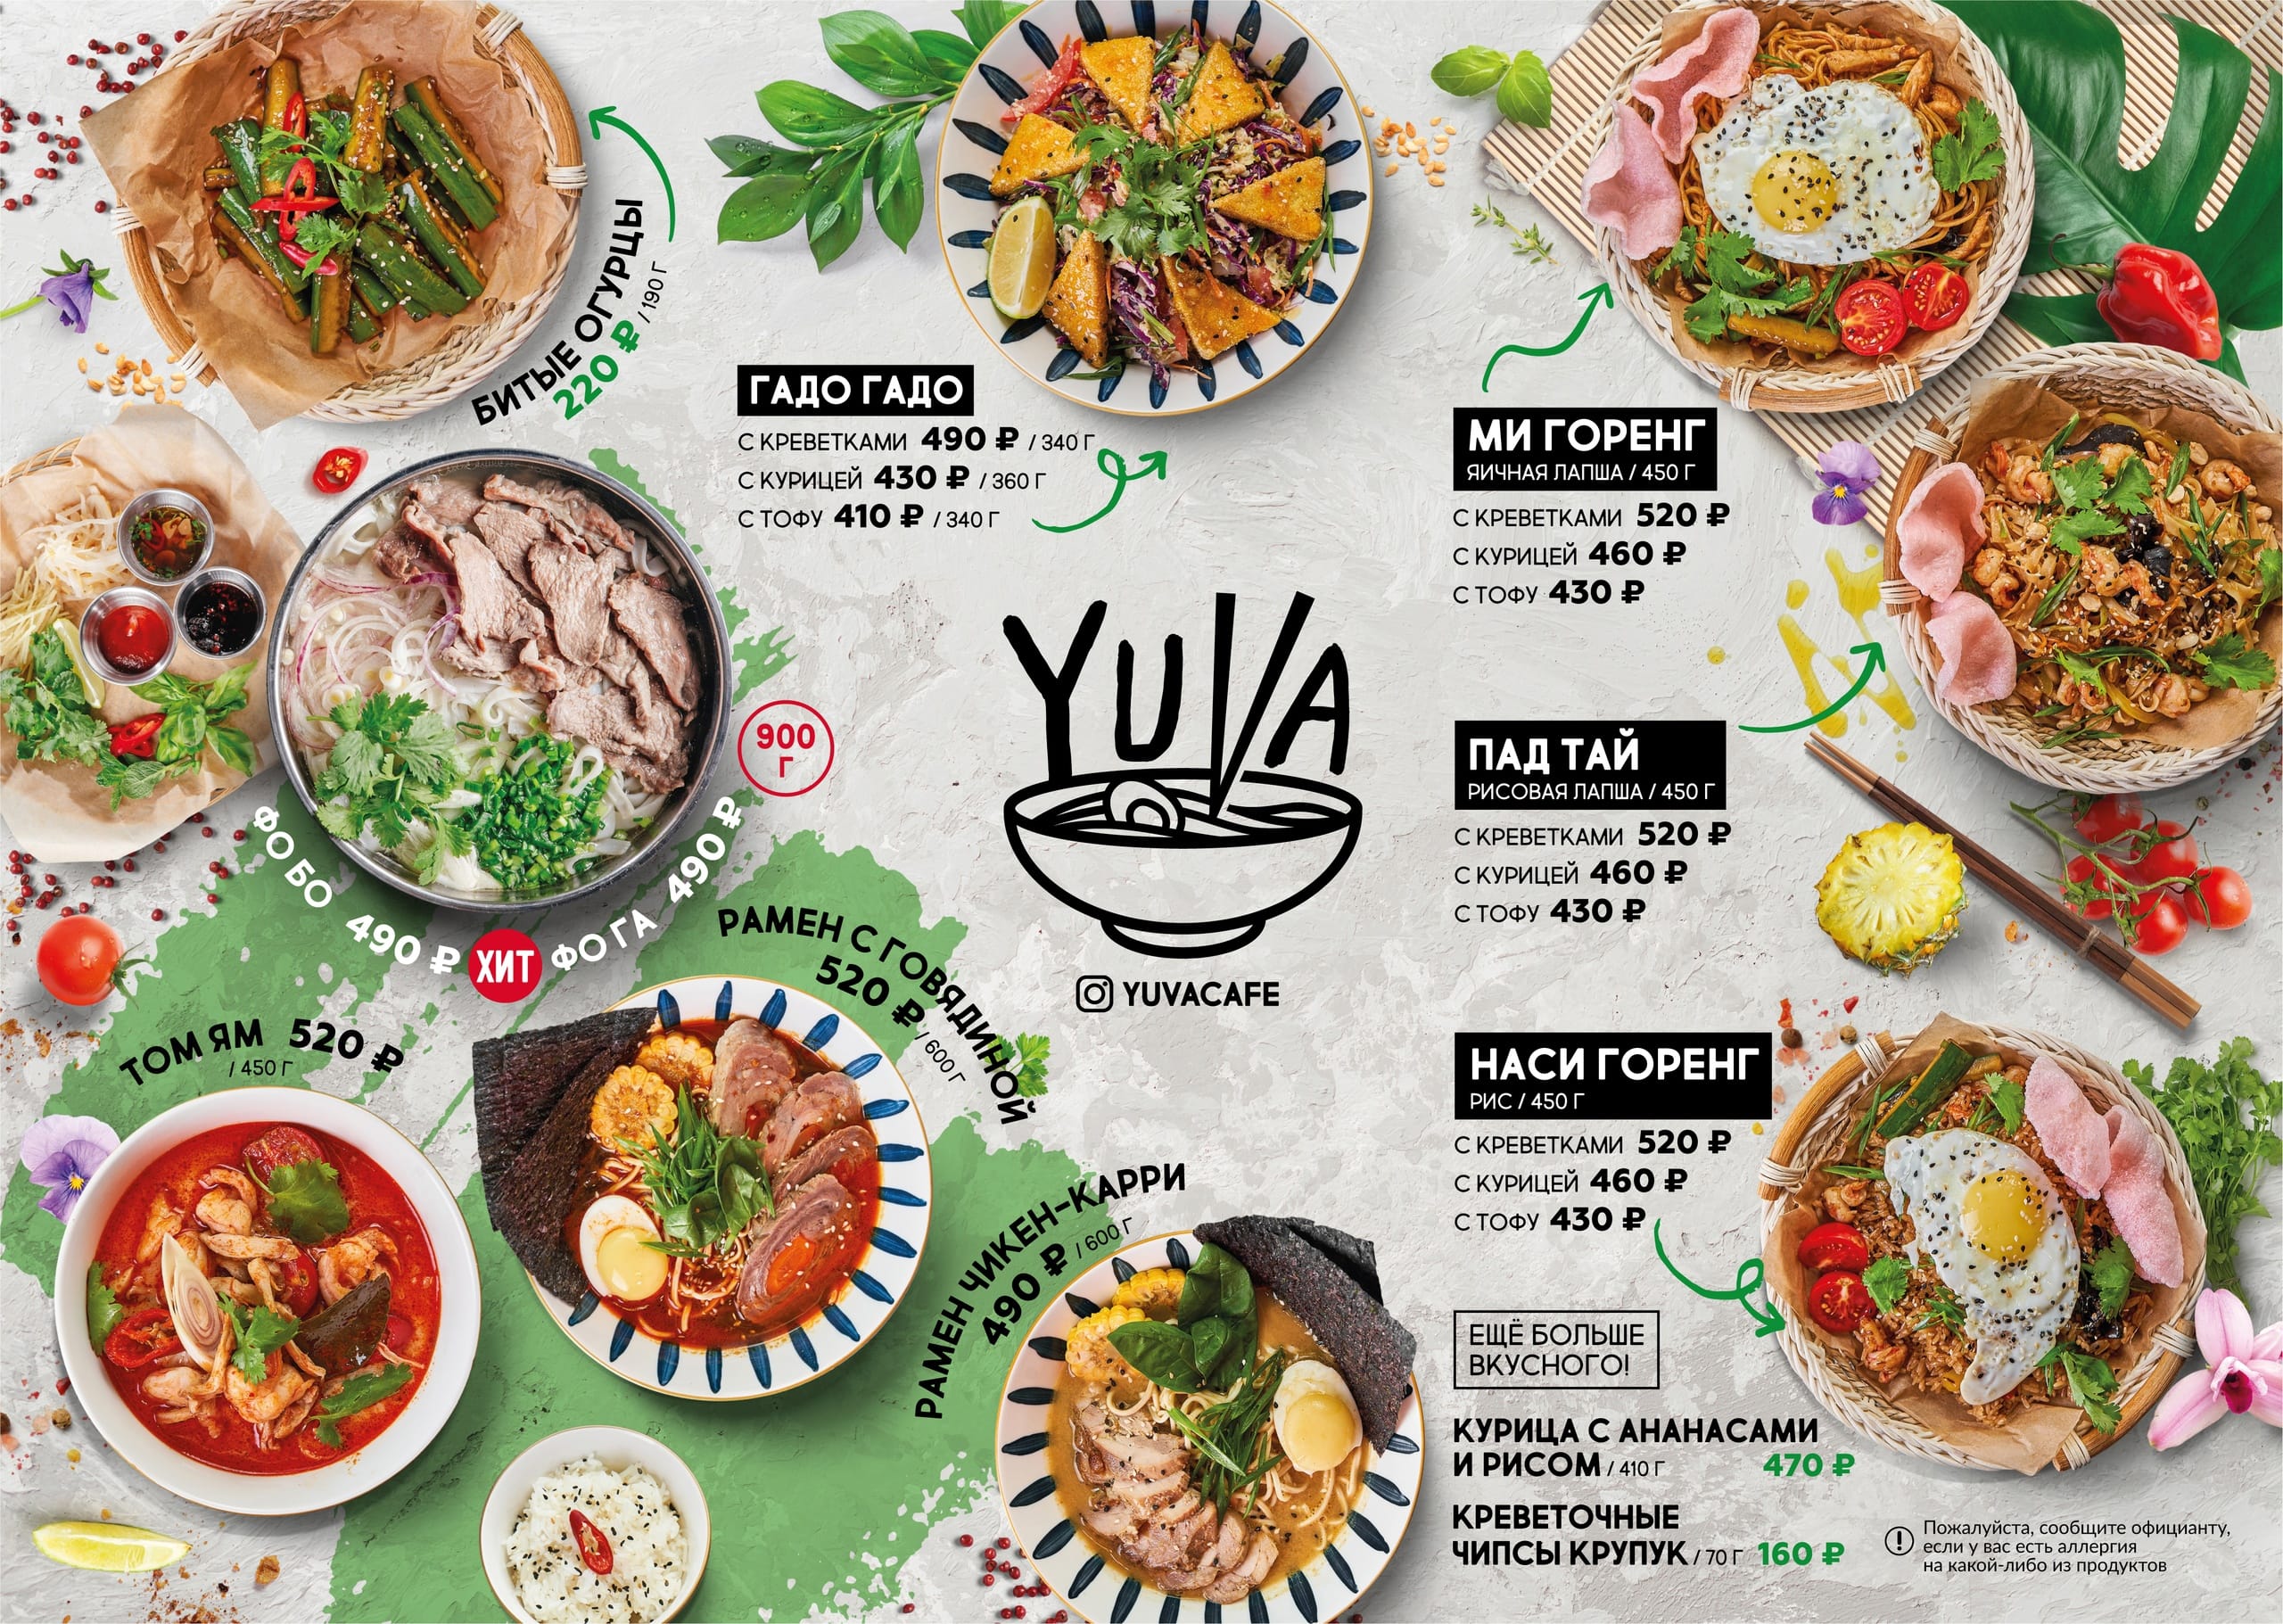 БИТЫЕ ОГУРЦЫ
220 ₽ / 190 Г
ГАДО ГАДО
С КРЕВЕТКАМИ 490 ₽ / 340 Г
С КУРИЦЕЙ 430 ₽ / 360 Г
С ТОФУ 410 ₽ / 340 Г
МИ ГОРЕНГ
ЯИЧНАЯ ЛАПША / 450 Г
С КРЕВЕТКАМИ 520 ₽
С КУРИЦЕЙ 460 ₽
С ТОФУ 430 ₽
900
Г
ФО БО 490 ₽ ХИТ ФО ГА 490 ₽
YUVA
YUVACAFE
ПАД ТАЙ
РИСОВАЯ ЛАПША / 450 Г
С КРЕВЕТКАМИ 520 ₽
С КУРИЦЕЙ 460 ₽
С ТОФУ 430 ₽
ТОМ ЯМ 520 ₽
/ 450 Г
РАМЕН С ГОВЯДИНОЙ
520 ₽ / 600 Г
РАМЕН ЧИКЕН-КАРРИ
490 ₽ / 600 Г
НАСИ ГОРЕНГ
РИС / 450 Г
С КРЕВЕТКАМИ 520 ₽
С КУРИЦЕЙ 460 ₽
С ТОФУ 430 ₽
ЕЩЁ БОЛЬШЕ
ВКУСНОГО!
КУРИЦА С АНАНАСАМИ
И РИСОМ / 410 Г 470 ₽
КРЕВЕТОЧНЫЕ
ЧИПСЫ КРУПУК / 70 Г 160 ₽
Пожалуйста, сообщите официанту,
если у вас есть аллергия
на какой-либо из продуктов